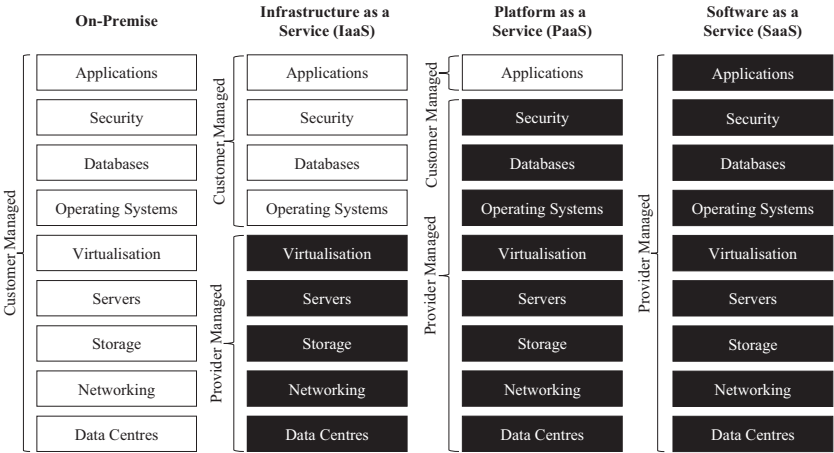 On-Premise
Customer Managed
Applications
Security
Databases
Operating Systems
Virtualisation
Servers
Storage
Networking
Data Centres
Infrastructure as a
Service (IaaS)
Customer Managed
Provider Managed
Applications
Security
Databases
Operating Systems
Virtualisation
Servers
Storage
Networking
Data Centres
Platform as a
Service (PaaS)
Customer Managed
Provider Managed
Applications
Security
Databases
Operating Systems
Virtualisation
Servers
Storage
Networking
Data Centres
Software as a
Service (SaaS)
Provider Managed
Applications
Security
Databases
Operating Systems
Virtualisation
Servers
Storage
Networking
Data Centres